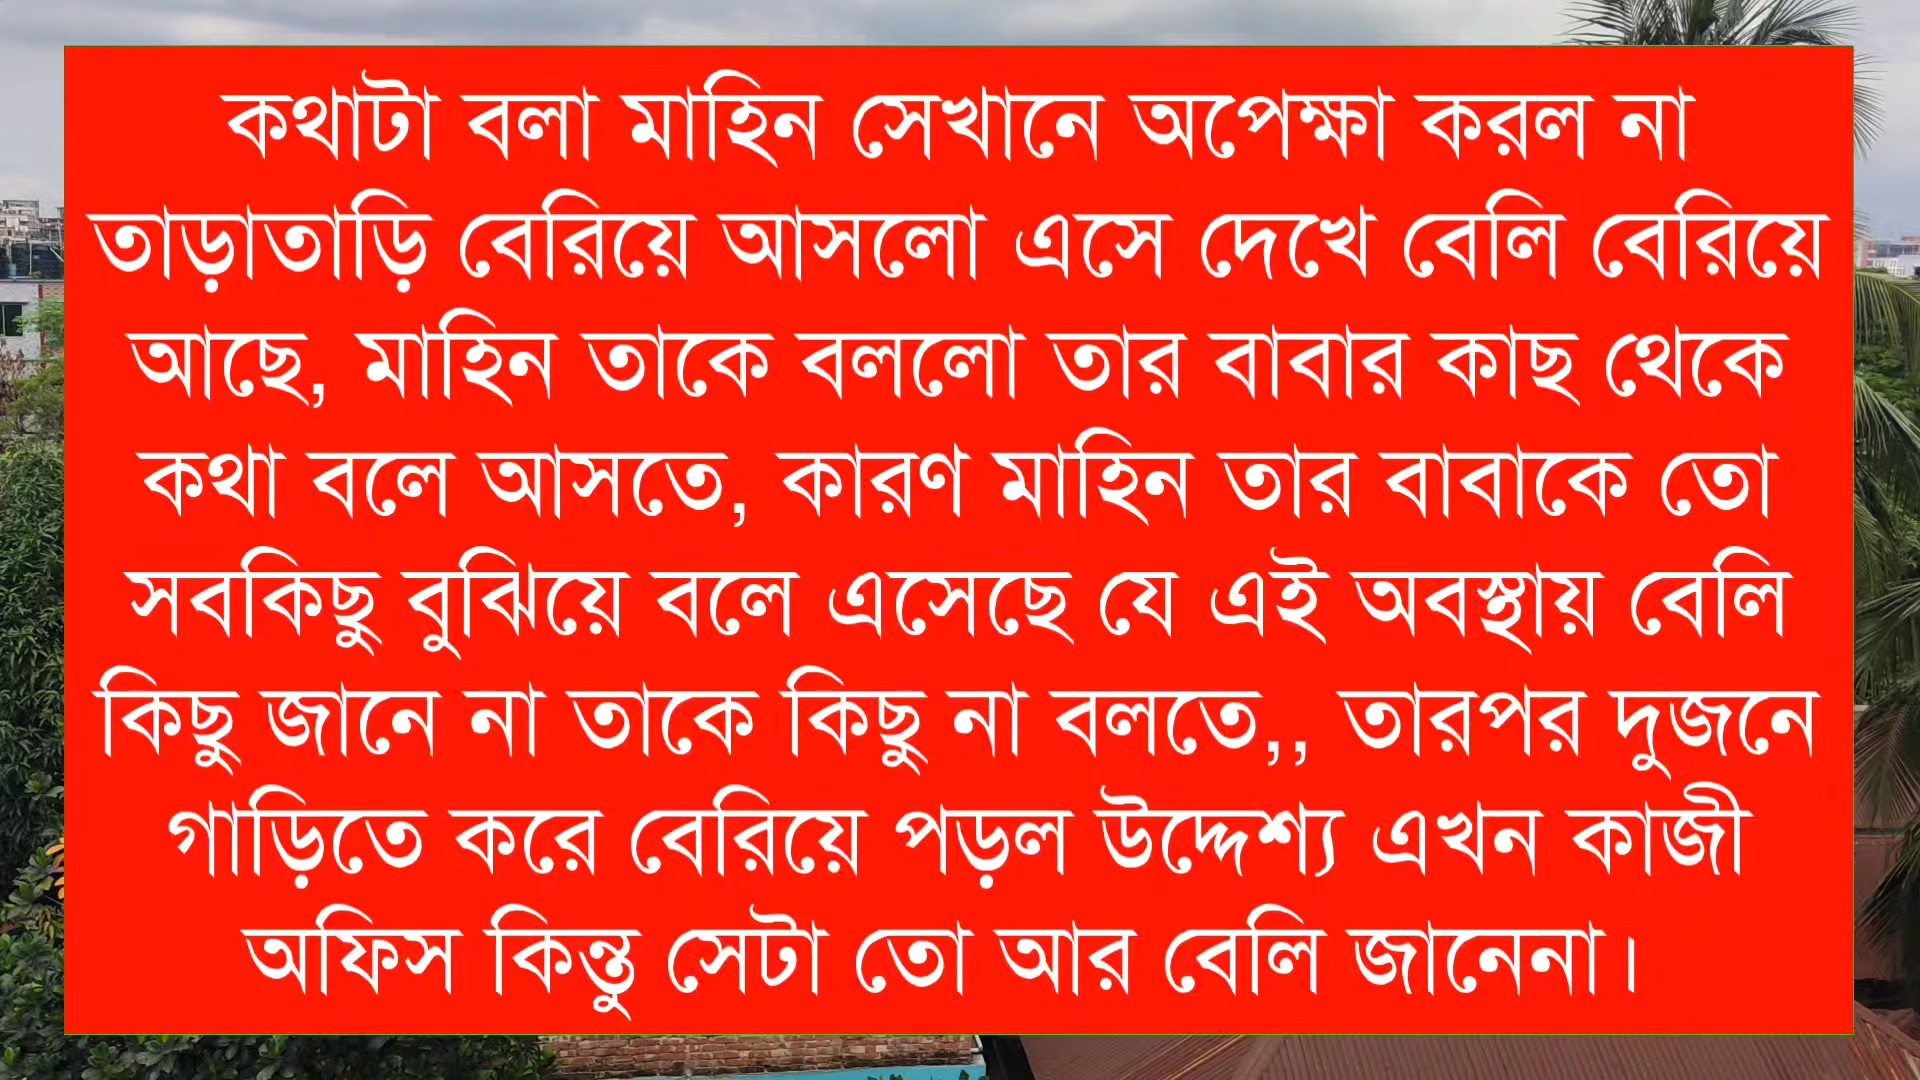 কথাটা বলা মাহিন সেখানে অপেক্ষা করল না
তাড়াতাড়ি বেরিয়ে আসলো এসে দেখে বেলি বেরিয়ে
আছে, মাহিন তাকে বললো তার বাবার কাছ থেকে
কথা বলে আসতে, কারণ মাহিন তার বাবাকে তো
সবকিছু বুঝিয়ে বলে এসেছে যে এই অবস্থায় বেলি
কিছু জানে না তাকে কিছু না বলতে,, তারপর দুজনে
গাড়িতে করে বেরিয়ে পড়ল উদ্দেশ্য এখন কাজী
অফিস কিন্তু সেটা তো আর বেলি জানেনা।